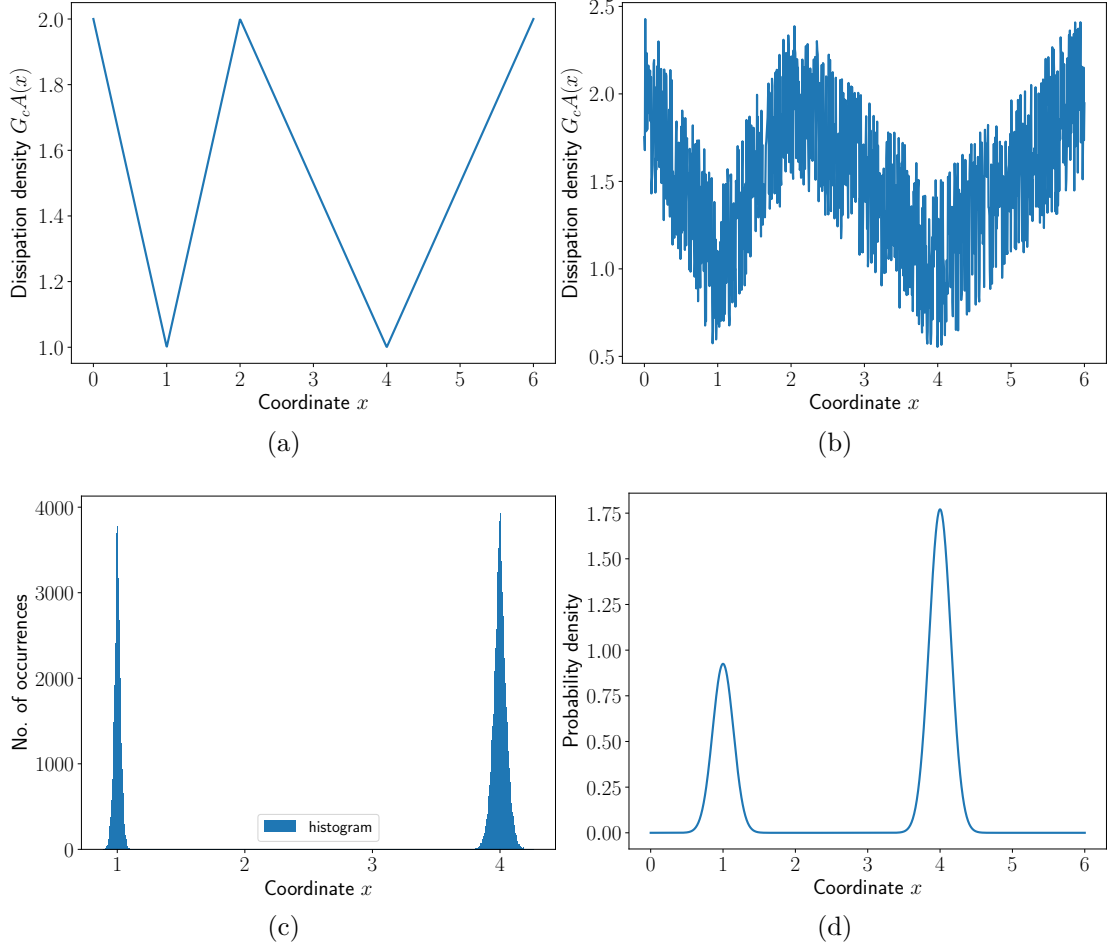 Dissipation density $G_c A(x)$
2.0
1.8
1.6
1.4
1.2
1.0
0 1 2 3 4 5 6
Coordinate $x$
(a)
Dissipation density $G_c A(x)$
2.5
2.0
1.5
1.0
0.5
0 1 2 3 4 5 6
Coordinate $x$
(b)
No. of occurrences
4000
3000
2000
1000
0
histogram
1 2 3 4
Coordinate $x$
(c)
Probability density
1.75
1.50
1.25
1.00
0.75
0.50
0.25
0.00
0 1 2 3 4 5 6
Coordinate $x$
(d)